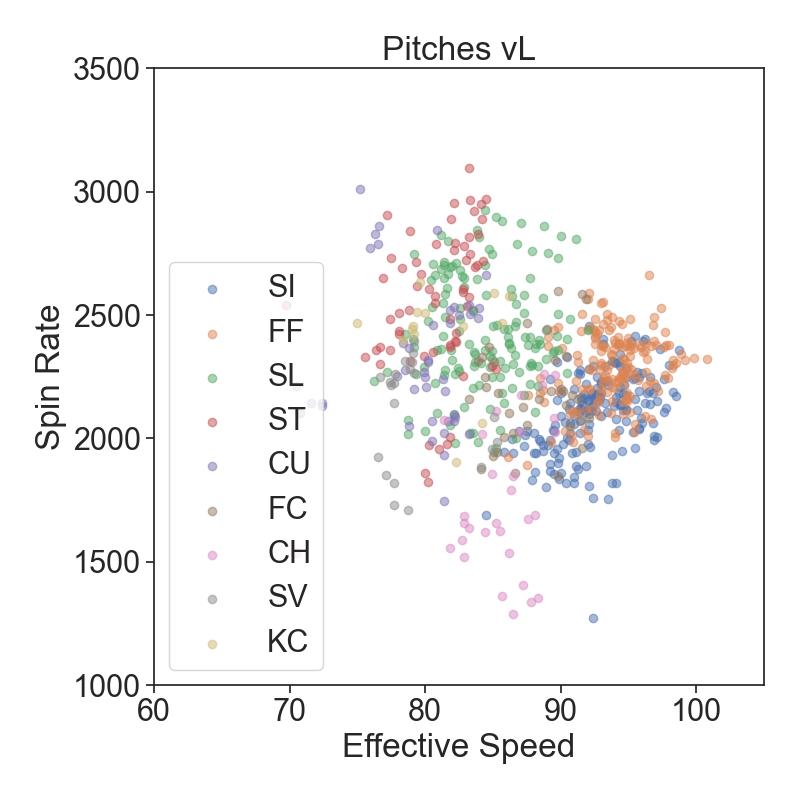 Pitches vL
3500
3000
2500
2000
1500
1000
Spin Rate
SI
FF
SL
ST
CU
FC
CH
SV
KC
60 70 80 90 100
Effective Speed